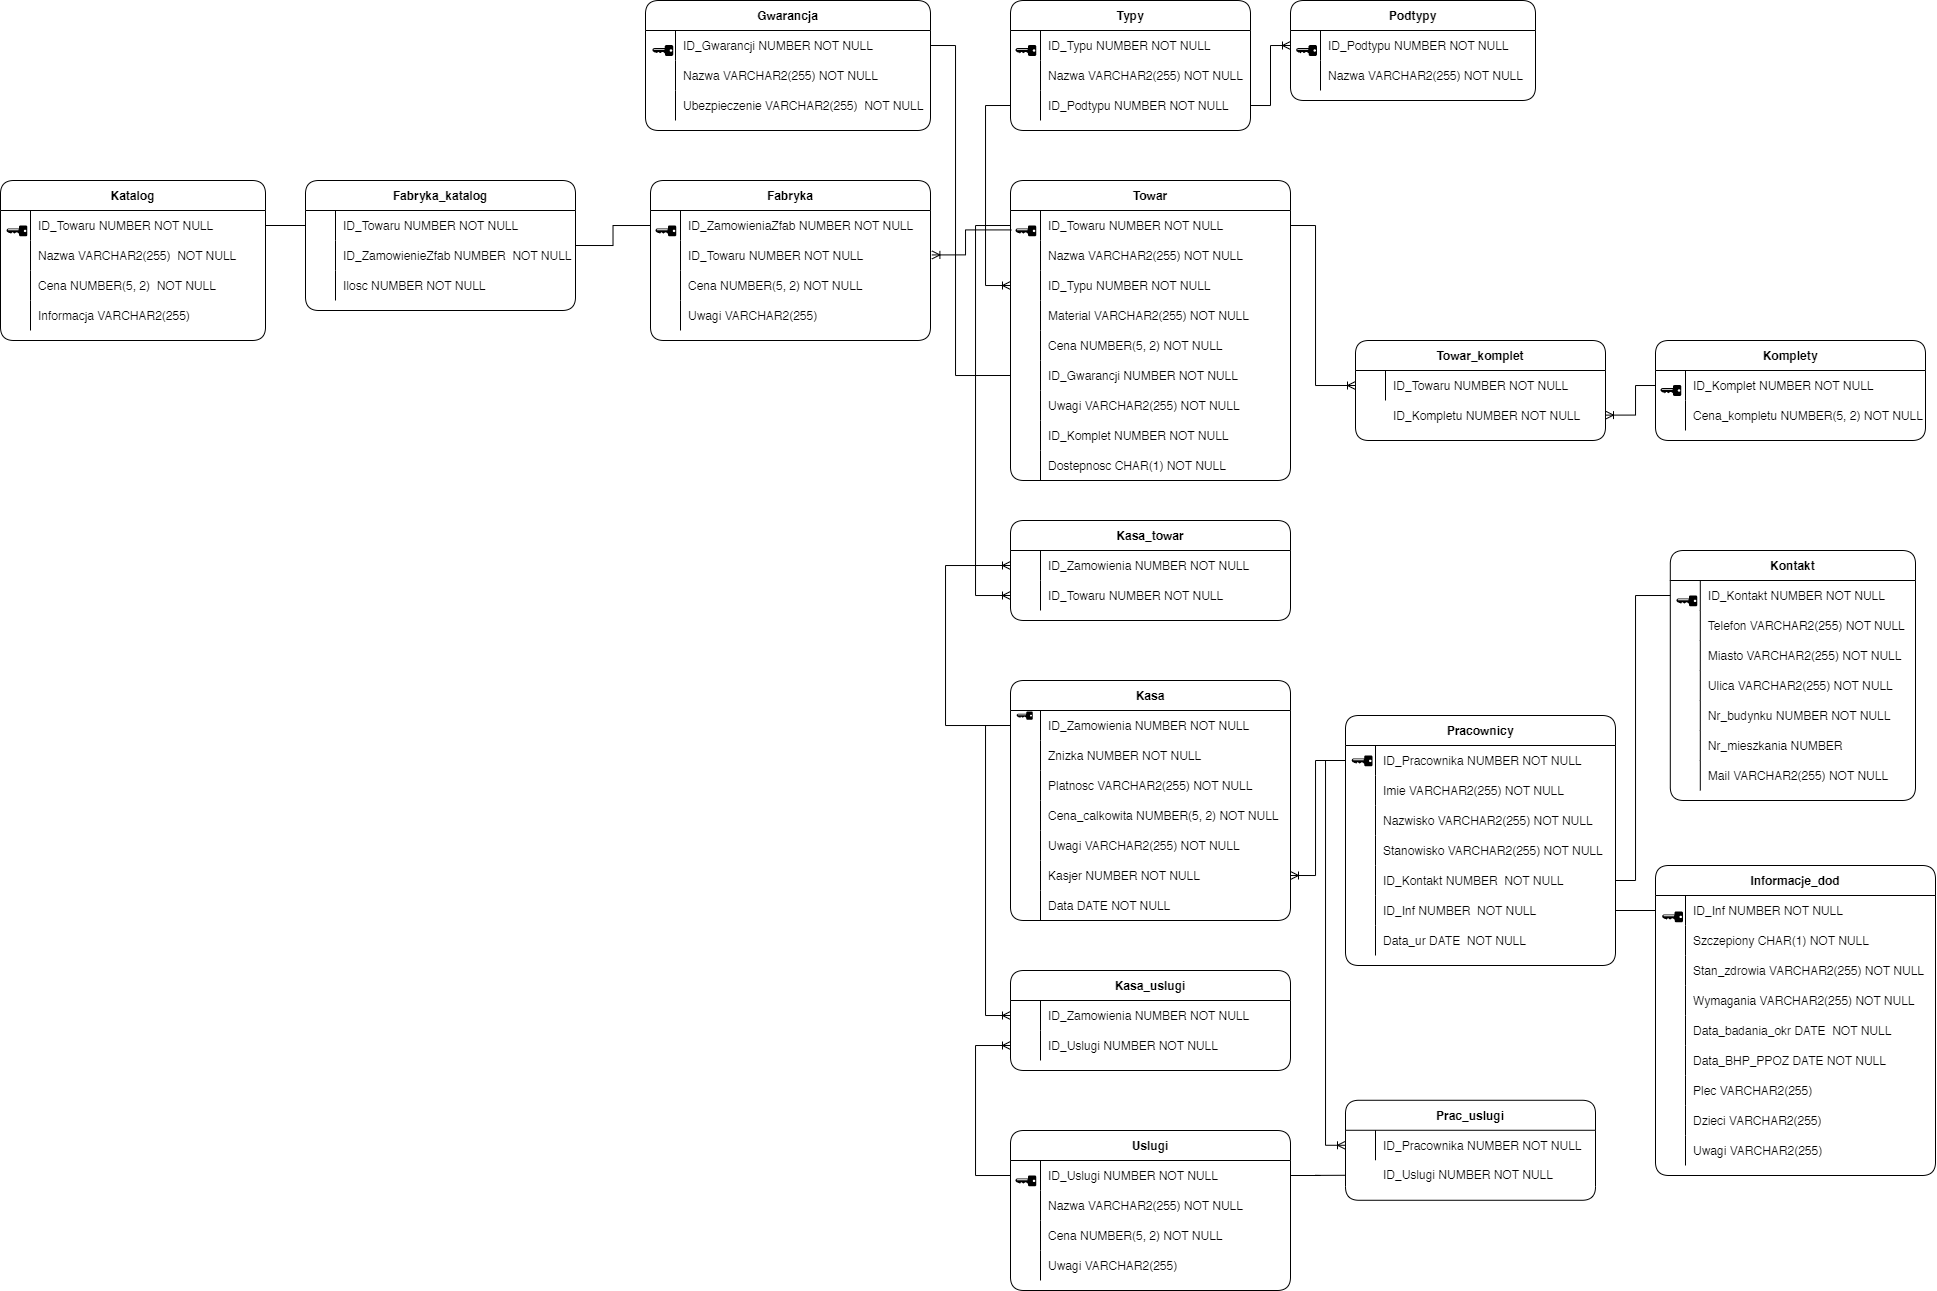 Gwarancja
ID_Gwarancji NUMBER NOT NULL
Nazwa VARCHAR2(255) NOT NULL
Ubezpieczenie VARCHAR2(255)  NOT NULL
Typy
ID_Typu NUMBER NOT NULL
Nazwa VARCHAR2(255) NOT NULL
ID_Podtypu NUMBER NOT NULL
Podtypy
ID_Podtypu NUMBER NOT NULL
Nazwa VARCHAR2(255) NOT NULL
Katalog
ID_Towaru NUMBER NOT NULL
Nazwa VARCHAR2(255)  NOT NULL
Cena NUMBER(5, 2)  NOT NULL
Informacja VARCHAR2(255)
Fabryka_katalog
ID_Towaru NUMBER NOT NULL
ID_ZamowienieZfab NUMBER  NOT NULL
Ilosc NUMBER NOT NULL
Fabryka
ID_ZamowieniaZfab NUMBER NOT NULL
ID_Towaru NUMBER NOT NULL
Cena NUMBER(5, 2) NOT NULL
Uwagi VARCHAR2(255)
Towar
ID_Towaru NUMBER NOT NULL
Nazwa VARCHAR2(255) NOT NULL
ID_Typu NUMBER NOT NULL
Material VARCHAR2(255) NOT NULL
Cena NUMBER(5, 2) NOT NULL
ID_Gwarancji NUMBER NOT NULL
Uwagi VARCHAR2(255) NOT NULL
ID_Komplet NUMBER NOT NULL
Dostepnosc CHAR(1) NOT NULL
Towar_komplet
ID_Towaru NUMBER NOT NULL
ID_Kompletu NUMBER NOT NULL
Komplety
ID_Komplet NUMBER NOT NULL
Cena_kompletu NUMBER(5, 2) NOT NULL
Kasa_towar
ID_Zamowienia NUMBER NOT NULL
ID_Towaru NUMBER NOT NULL
Kasa
ID_Zamowienia NUMBER NOT NULL
Znizka NUMBER NOT NULL
Platnosc VARCHAR2(255) NOT NULL
Cena_calkowita NUMBER(5, 2) NOT NULL
Uwagi VARCHAR2(255) NOT NULL
Kasjer NUMBER NOT NULL
Data DATE NOT NULL
Pracownicy
ID_Pracownika NUMBER NOT NULL
Imie VARCHAR2(255) NOT NULL
Nazwisko VARCHAR2(255) NOT NULL
Stanowisko VARCHAR2(255) NOT NULL
ID_Kontakt NUMBER  NOT NULL
ID_Inf NUMBER  NOT NULL
Data_ur DATE  NOT NULL
Kontakt
ID_Kontakt NUMBER NOT NULL
Telefon VARCHAR2(255) NOT NULL
Miasto VARCHAR2(255) NOT NULL
Ulica VARCHAR2(255) NOT NULL
Nr_budynku NUMBER NOT NULL
Nr_mieszkania NUMBER
Mail VARCHAR2(255) NOT NULL
Informacje_dod
ID_Inf NUMBER NOT NULL
Szczepiony CHAR(1) NOT NULL
Stan_zdrowia VARCHAR2(255) NOT NULL
Wymagania VARCHAR2(255) NOT NULL
Data_badania_okr DATE  NOT NULL
Data_BHP_PPOZ DATE NOT NULL
Plec VARCHAR2(255)
Dzieci VARCHAR2(255)
Uwagi VARCHAR2(255)
Kasa_uslugi
ID_Zamowienia NUMBER NOT NULL
ID_Uslugi NUMBER NOT NULL
Uslugi
ID_Uslugi NUMBER NOT NULL
Nazwa VARCHAR2(255) NOT NULL
Cena NUMBER(5, 2) NOT NULL
Uwagi VARCHAR2(255)
Prac_uslugi
ID_Pracownika NUMBER NOT NULL
ID_Uslugi NUMBER NOT NULL